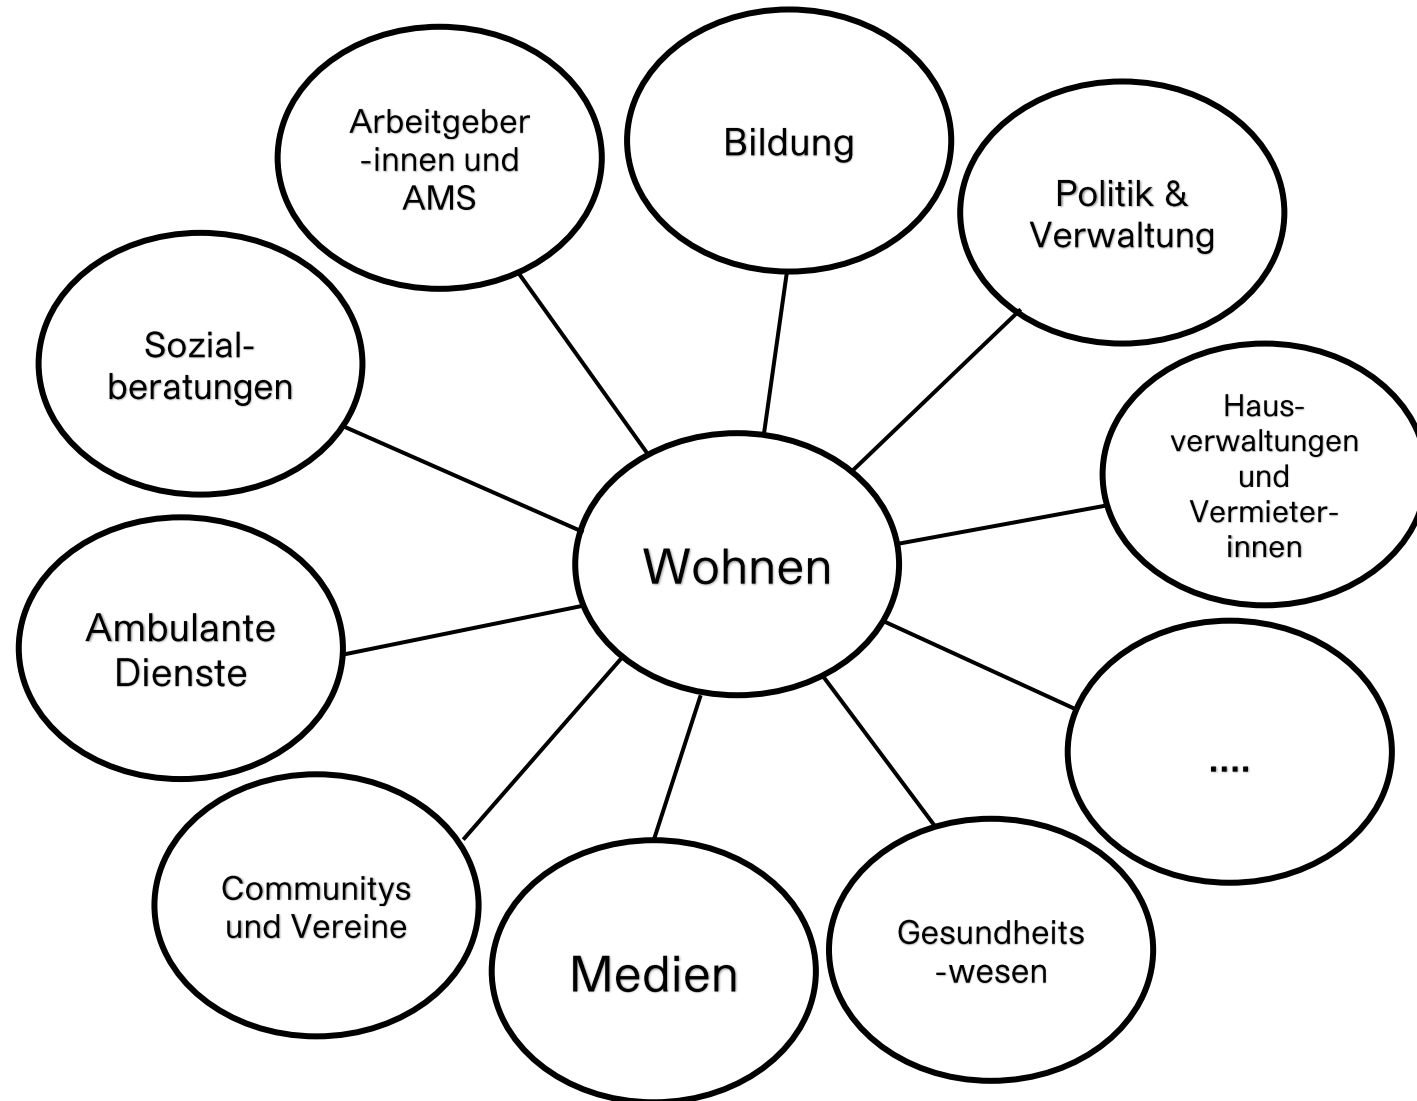 Arbeitgeber
-innen und
AMS
Bildung
Politik &
Verwaltung
Sozial-
beratungen
Haus-
verwaltungen
und
Vermieter-
innen
Wohnen
Ambulante
Dienste
....
Communitys
und Vereine
Medien
Gesundheits
-wesen